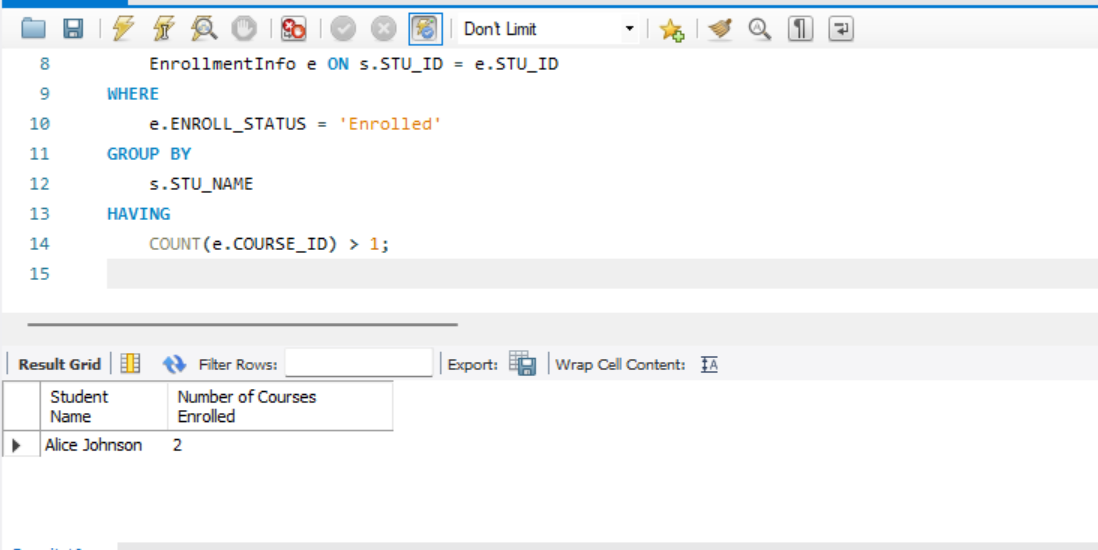 Don't Limit
8 EnrollmentInfo e ON s.STU_ID = e.STU_ID
9 WHERE
10 e.ENROLL_STATUS = 'Enrolled'
11 GROUP BY
12 s.STU_NAME
13 HAVING
14 COUNT(e.COURSE_ID) > 1;
15
Result Grid Filter Rows: Export: Wrap Cell Content: IA
Student Name Number of Courses Enrolled
Alice Johnson 2